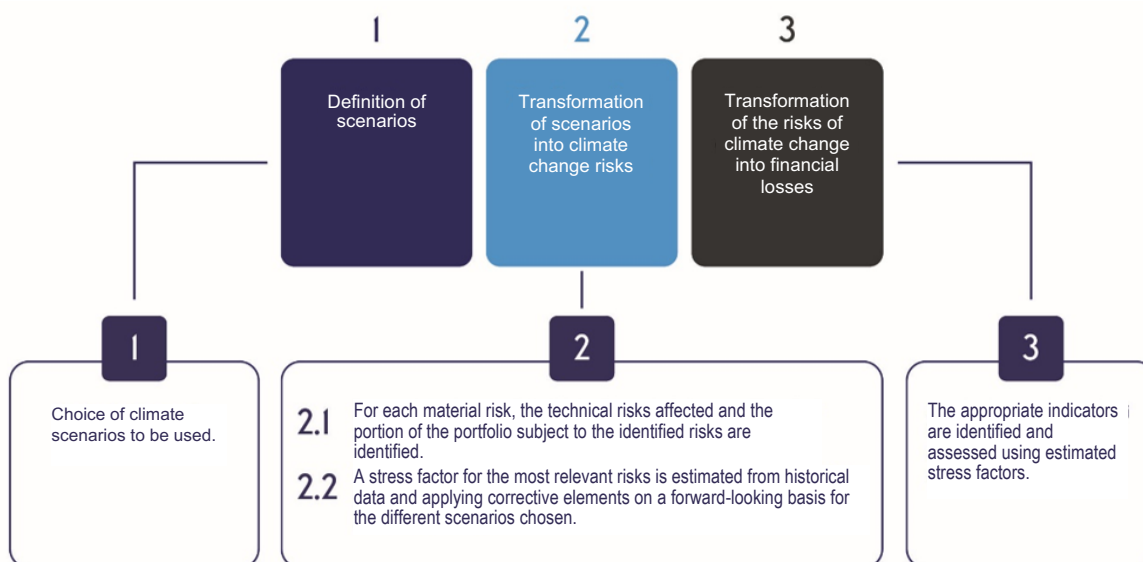 1
2
3
Definition of
scenarios
Transformation
of scenarios
into climate
change risks
Transformation
of the risks of
climate change
into financial
losses
1
Choice of climate
scenarios to be used.
2
2.1
For each material risk, the technical risks affected and the
portion of the portfolio subject to the identified risks are
identified.
2.2
A stress factor for the most relevant risks is estimated from historical
data and applying corrective elements on a forward-looking basis for
the different scenarios chosen.
3
The appropriate indicators
are identified and
assessed using estimated
stress factors.